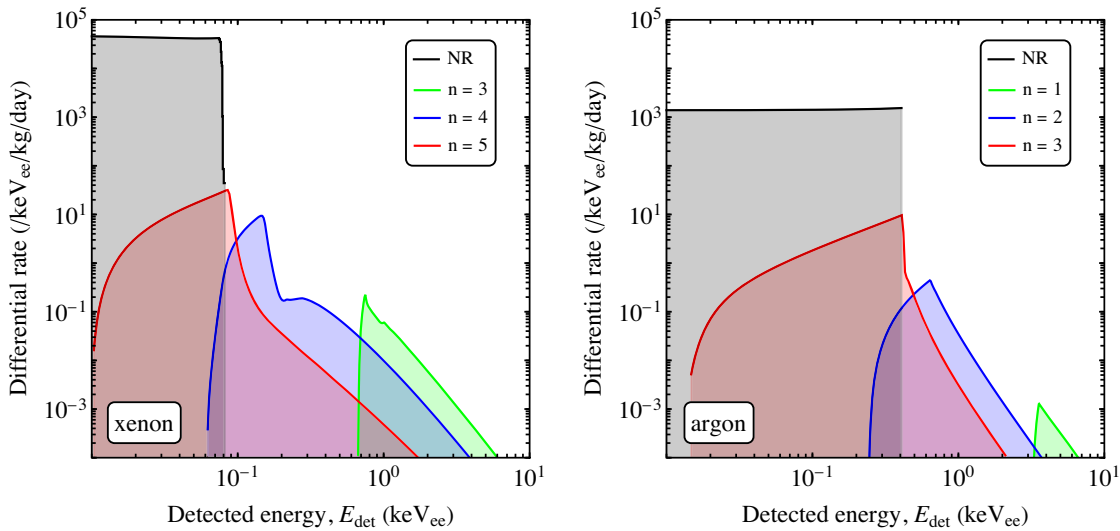 Differential rate (/keV_ee/kg/day)
10^5
10^3
10^1
10^-1
10^-3
NR
n = 3
n = 4
n = 5
xenon
10^-1
10^0
10^1
Detected energy, E_det (keV_ee)
Differential rate (/keV_ee/kg/day)
10^5
10^3
10^1
10^-1
10^-3
NR
n = 1
n = 2
n = 3
argon
10^-1
10^0
10^1
Detected energy, E_det (keV_ee)